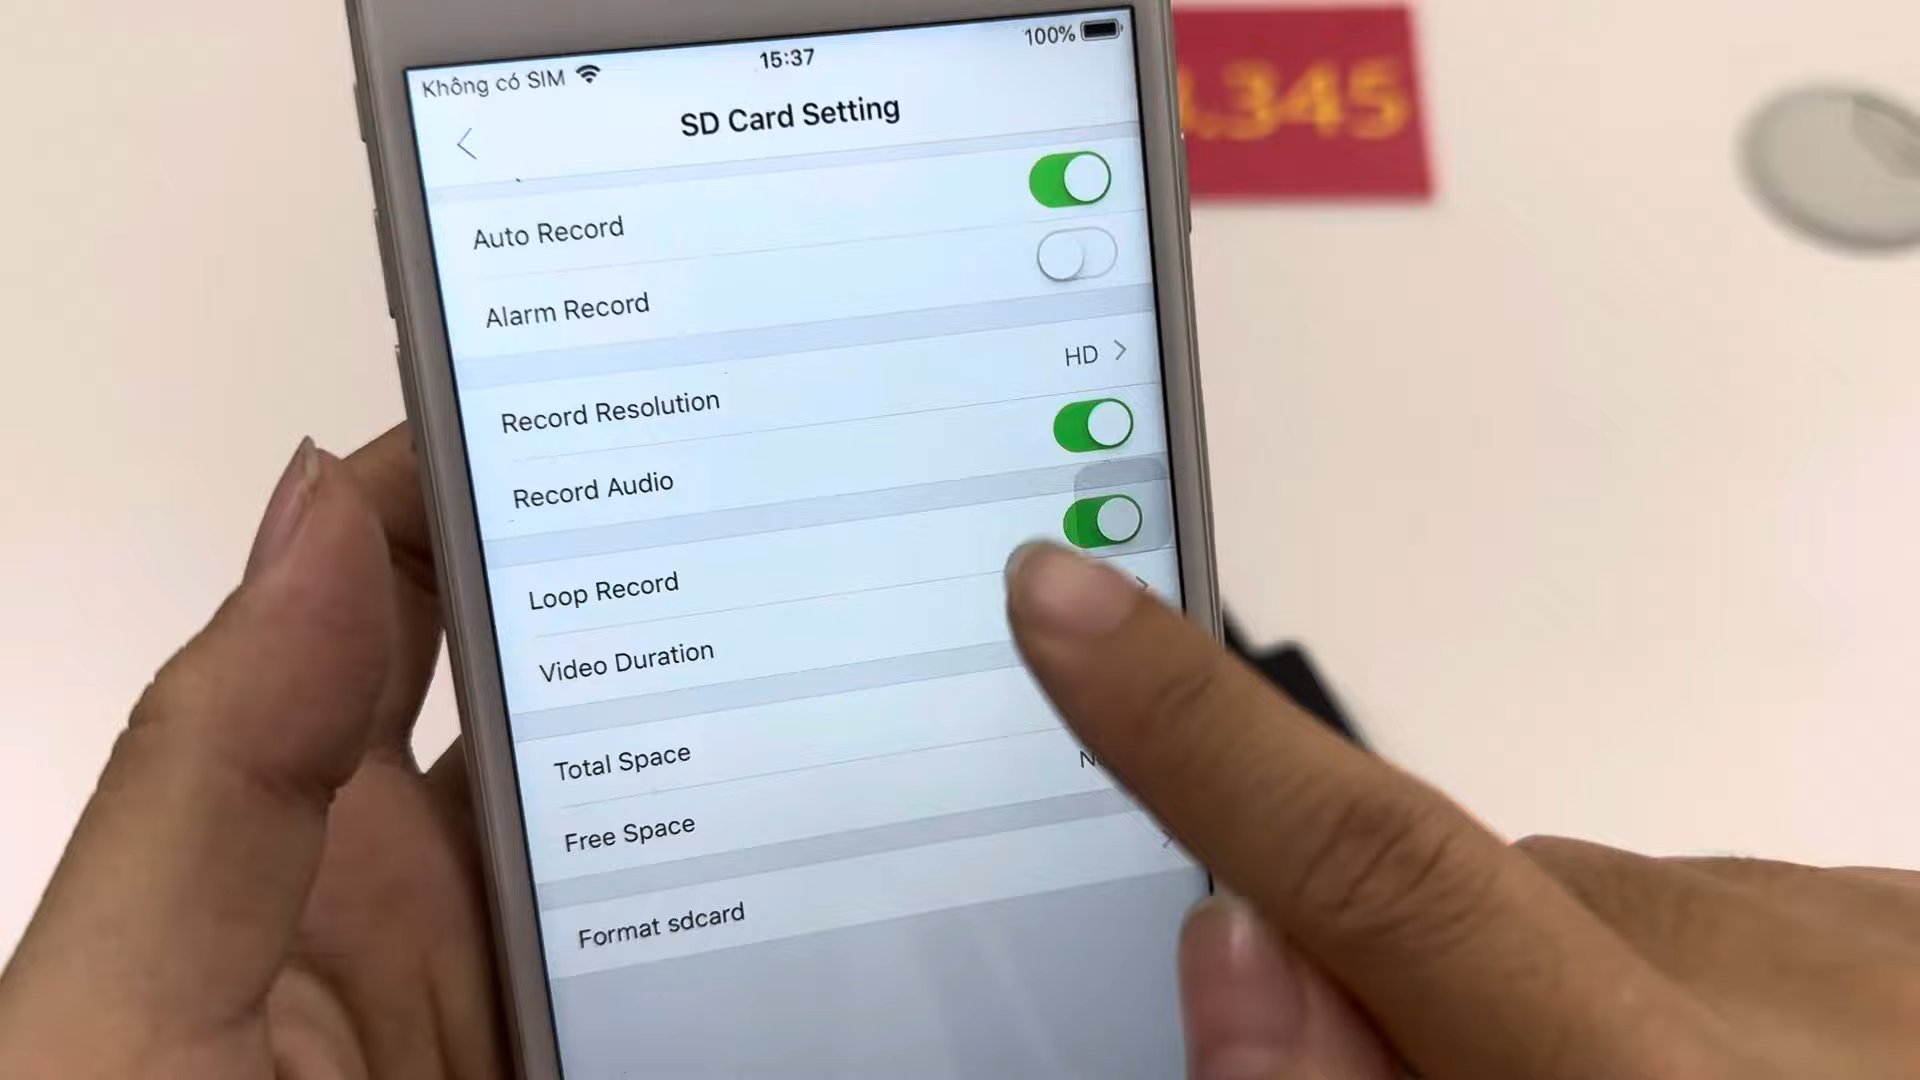 Không có SIM 15:37 100%
SD Card Setting
Auto Record
Alarm Record
Record Resolution HD
Record Audio
Loop Record
Video Duration
Total Space
Free Space
Format sdcard
.345